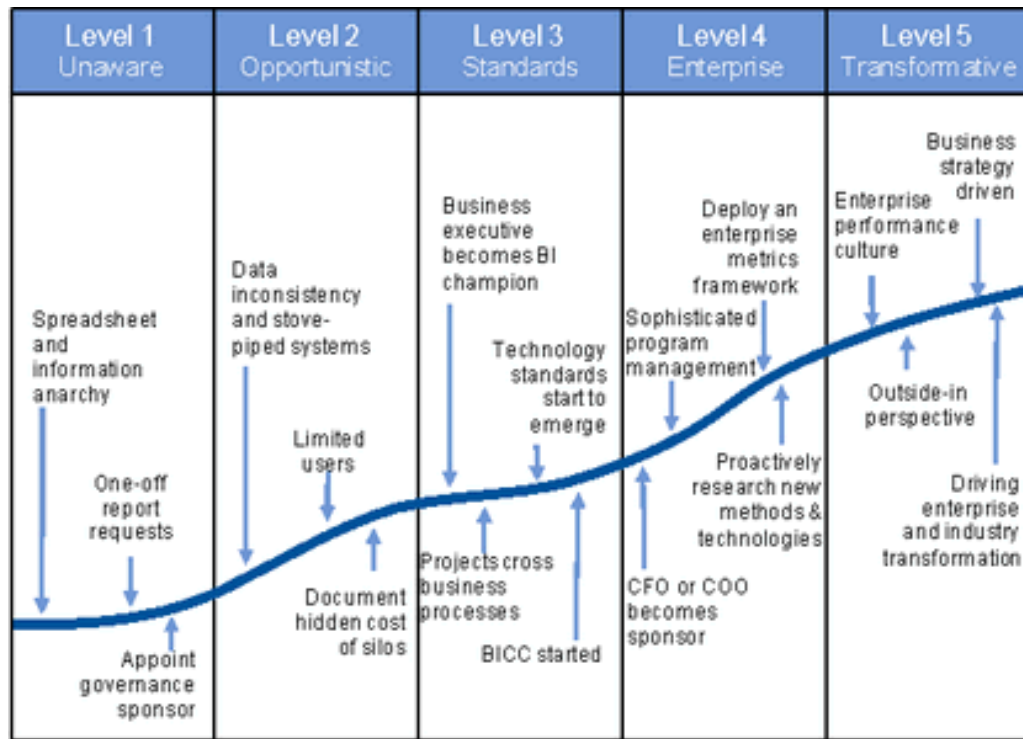 Level 1
Unaware
Level 2
Opportunistic
Level 3
Standards
Level 4
Enterprise
Level 5
Transformative
Spreadsheet
and
information
anarchy
One-off
report
requests
Appoint
governance
sponsor
Data
inconsistency
and stove-
piped systems
Limited
users
Document
hidden cost
of silos
Business
executive
becomes BI
champion
Technology
standards
start to
emerge
Projects cross
business
processes
BICC started
Deploy an
enterprise
metrics
framework
Sophisticated
program
management
Proactively
research new
methods &
technologies
CFO or COO
becomes
sponsor
Business
strategy
driven
Enterprise
performance
culture
Outside-in
perspective
Driving
enterprise
and industry
transformation